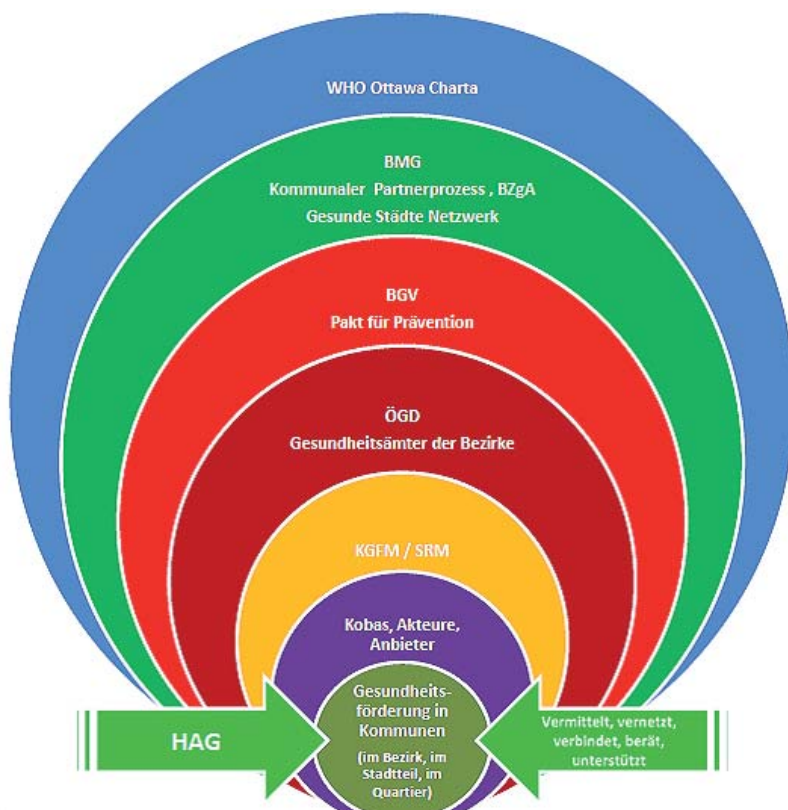 WHO Ottawa Charta
BMG
Kommunaler Partnerprozess , BZgA
Gesunde Städte Netzwerk
BGV
Pakt für Prävention
ÖGD
Gesundheitsämter der Bezirke
KGFM / SRM
Kobas, Akteure,
Anbieter
Gesundheits-
förderung in
Kommunen
(im Bezirk, im
Stadtteil, im
Quartier)
HAG
Vermittelt, vernetzt,
verbindet, berät,
unterstützt